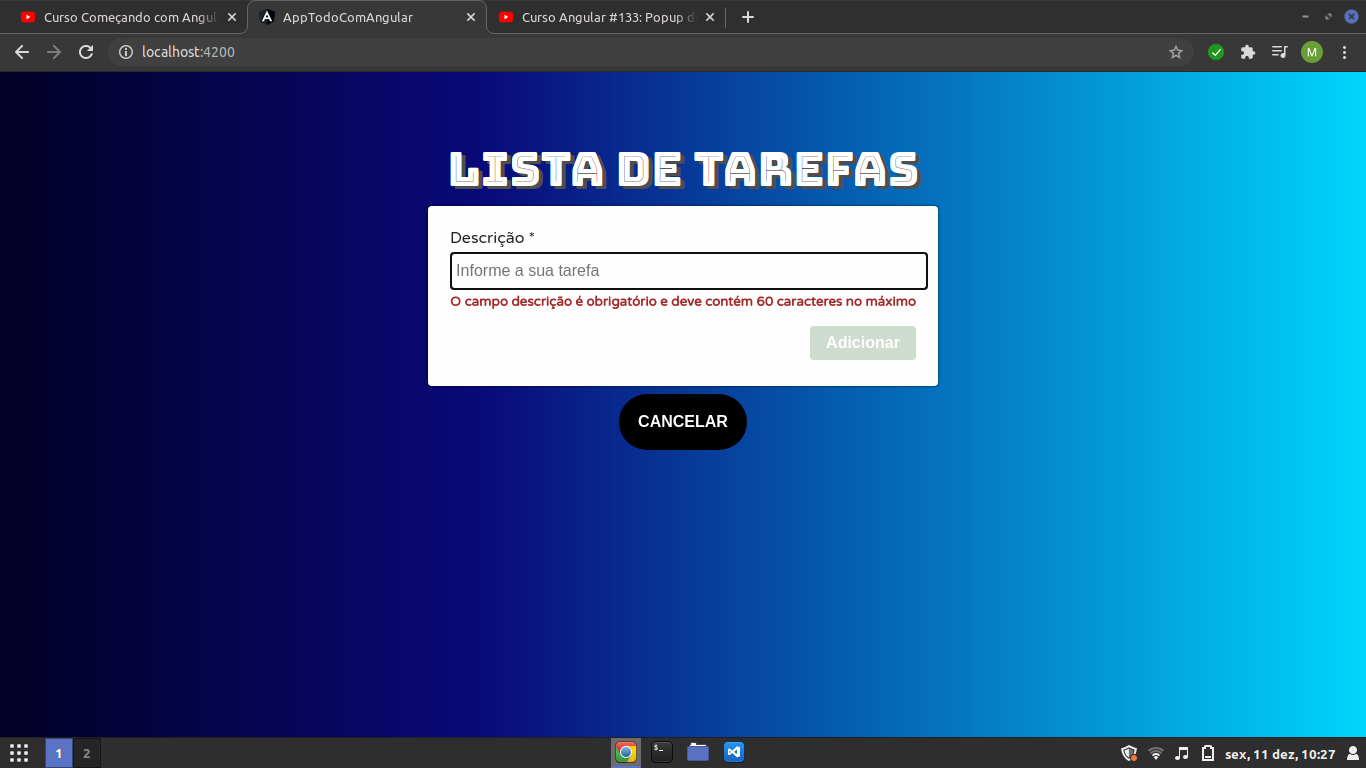 Curso Começando com Angul
AppTodoComAngular
Curso Angular #133: Popup d
localhost:4200
M
LISTA DE TAREFAS
Descrição *
Informe a sua tarefa
O campo descrição é obrigatório e deve contém 60 caracteres no máximo
Adicionar
CANCELAR
1
2
sex, 11 dez, 10:27